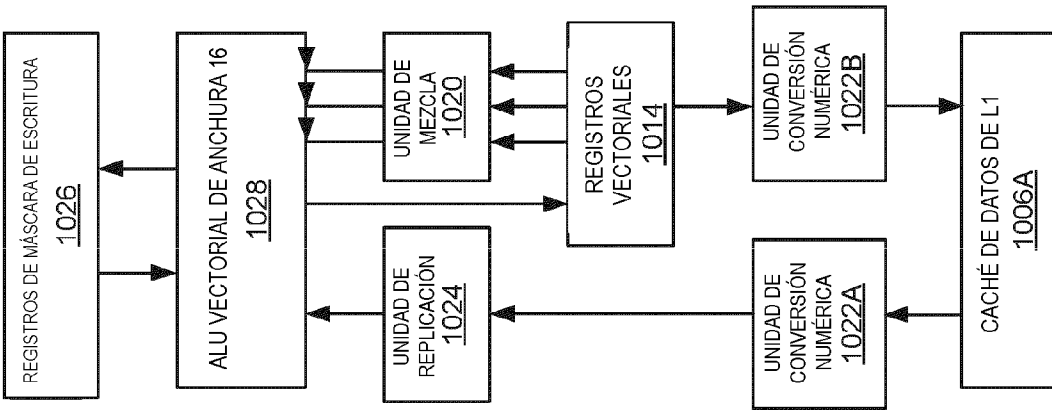 REGISTROS DE MÁSCARA DE ESCRITURA
1026
ALU VECTORIAL DE ANCHURA 16
1028
UNIDAD DE
REPLICACIÓN
1024
UNIDAD DE
MEZCLA
1020
REGISTROS
VECTORIALES
1014
UNIDAD DE
CONVERSIÓN
NUMÉRICA
1022A
UNIDAD DE
CONVERSIÓN
NUMÉRICA
1022B
CACHÉ DE DATOS DE L1
1006A